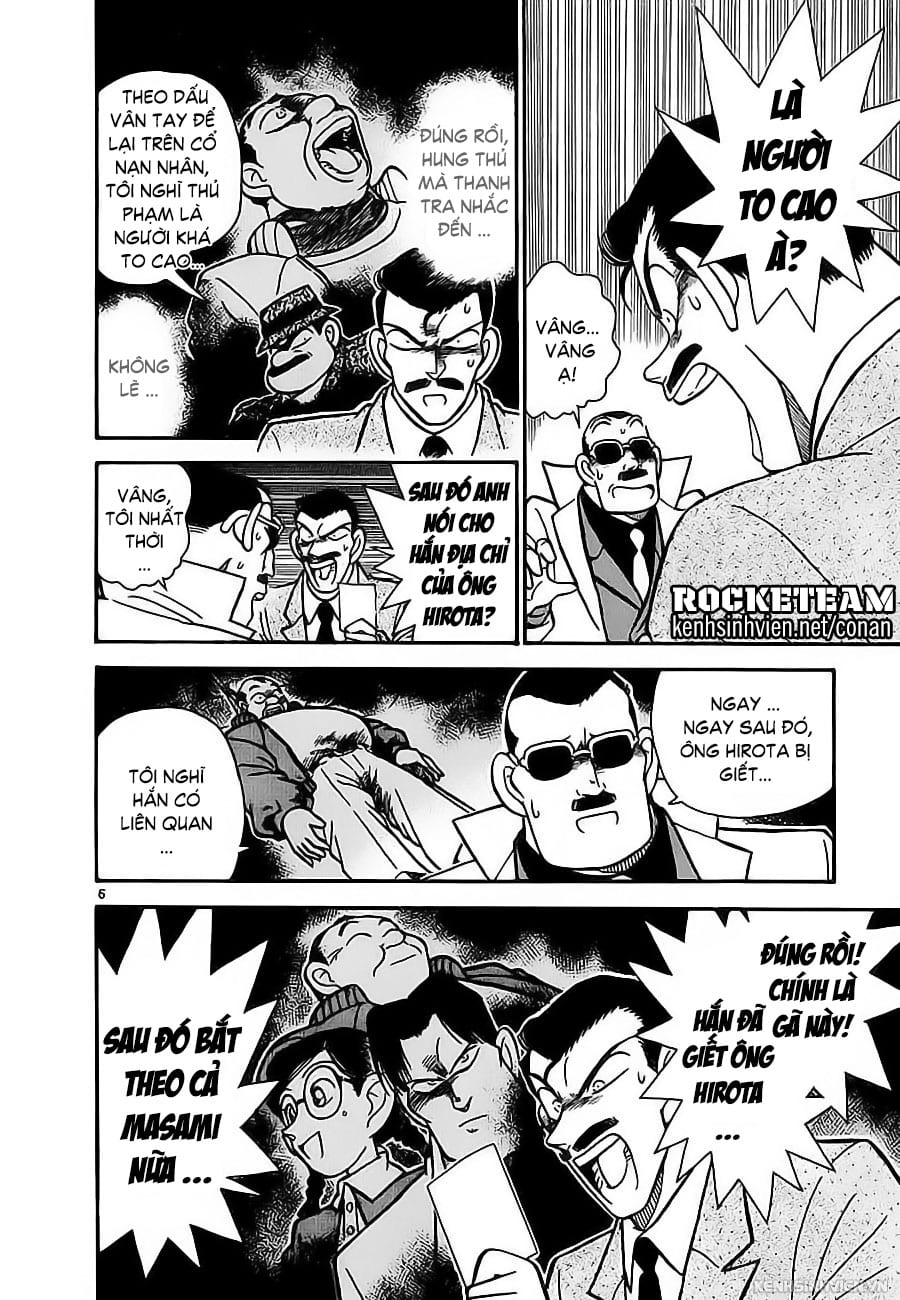 LÀ
NGƯỜI
TO CAO
À?
VÂNG...
VÂNG
Ạ!
ROCKETEAM
kenhsinhvien.net/conan
ĐÚNG RỒI,
HUNG THỦ
MÀ THANH
TRA NHẮC
ĐẾN ...
THEO DẤU
VÂN TAY ĐỂ
LẠI TRÊN CỔ
NẠN NHÂN,
TÔI NGHĨ THỦ
PHẠM LÀ
NGƯỜI KHÁ
TO CAO...
KHÔNG
LẼ ...
SAU ĐÓ ANH
NÓI CHO
HẮN ĐỊA CHỈ
CỦA ÔNG
HIROTA?
VÂNG,
TÔI NHẤT
THỜI
...
NGAY ...
NGAY SAU ĐÓ,
ÔNG HIROTA BỊ
GIẾT...
TÔI NGHĨ
HẮN CÓ
LIÊN QUAN
...
6
ĐÚNG RỒI!
CHÍNH LÀ
GÃ NÀY!
HẮN ĐÃ
GIẾT ÔNG
HIROTA
...
SAU ĐÓ BẮT
THEO CẢ
MASAMI
NỮA ...
KENHSINHVIEN.VN